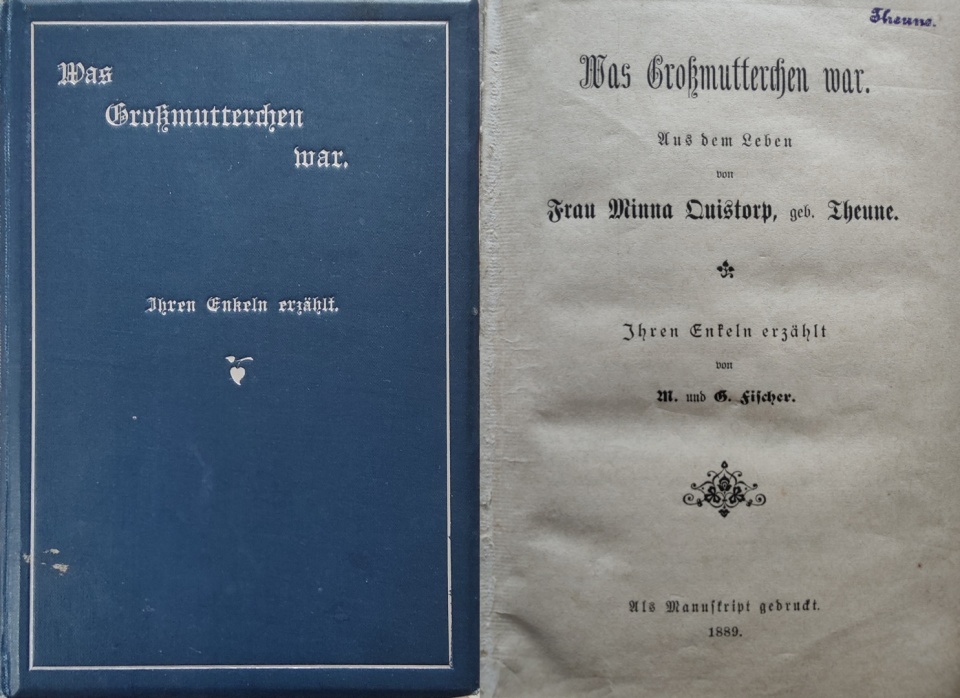 Was
Großmutterchen
war.
Ihren Enkeln erzählt.
Theune.
Was Großmutterchen war.
Aus dem Leben
von
Frau Minna Quistorp, geb. Theune.
Ihren Enkeln erzählt
von
M. und G. Fischer.
Als Manuskript gedruckt.
1889.